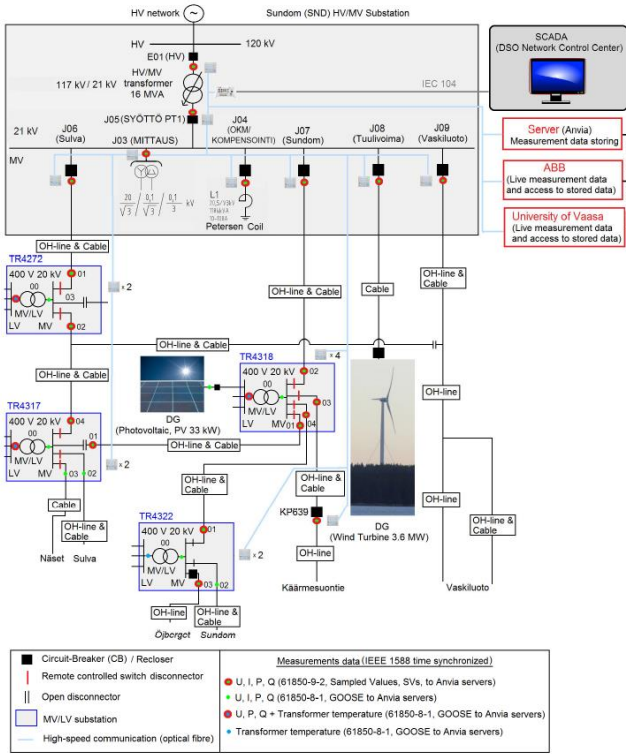 HV network
Sundom (SND) HV/MV Substation
SCADA
(DSO Network Control Center)
HV
120 kV
E01 (HV)
117 kV / 21 kV
HV/MV
transformer
16 MVA
IEC 104
J05(SYÖTTÖ PT1)
21 kV
MV
J06
(Sulva)
J03 (MITTAUS)
J04
(OKM/
KOMPENSOINTI)
J07
(Sundom)
J08
(Tuulivoima)
J09
(Vaskiluoto)
Server (Anvia)
Measurement data storing
ABB
(Live measurement data
and access to stored data)
University of Vaasa
(Live measurement data
and access to stored data)
20/√3 / 0,1/√3 / 0,1/3 kV
L1
Petersen Coil
OH-line
& Cable
OH-line & Cable
Cable
OH-line &
Cable
TR4272
400 V 20 kV
00
01
03
02
MV/LV
LV
MV
x 2
OH-line & Cable
TR4318
400 V 20 kV
00
02
03
MV/LV
LV
MV
01
04
x 4
OH-line
DG
(Photovoltaic, PV 33 kW)
TR4317
400 V 20 kV
00
04
01
MV/LV
LV
MV
03
02
x 2
OH-line & Cable
OH-line &
Cable
OH-line &
Cable
OH-line
OH-line &
Cable
Cable
OH-line
& Cable
Näset
Sulva
KP639
OH-line
DG
(Wind Turbine 3.6 MW)
TR4322
400 V 20 kV
00
01
MV/LV
LV
MV
03
02
x 2
Käärmesuontie
Vaskiluoto
OH-line
OH-line &
Cable
Öjbergct
Sundom
Circuit-Breaker (CB) / Recloser
Remote controlled switch disconnector
Open disconnector
MV/LV substation
High-speed communication (optical fibre)
Measurements data (IEEE 1588 time synchronized)
U, I, P, Q (61850-9-2, Sampled Values, SVs, to Anvia servers)
U, I, P, Q (61850-8-1, GOOSE to Anvia servers)
U, P, Q + Transformer temperature (61850-8-1, GOOSE to Anvia servers)
Transformer temperature (61850-8-1, GOOSE to Anvia servers)